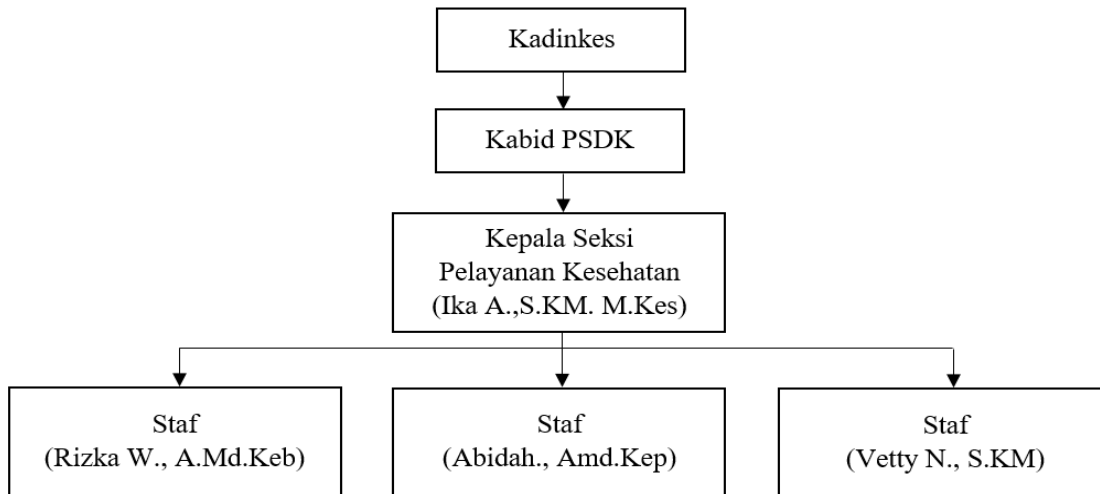 Kadinkes
Kabid PSDK
Kepala Seksi
Pelayanan Kesehatan
(Ika A.,S.KM. M.Kes)
Staf
(Rizka W., A.Md.Keb)
Staf
(Abidah., Amd.Kep)
Staf
(Vetty N., S.KM)